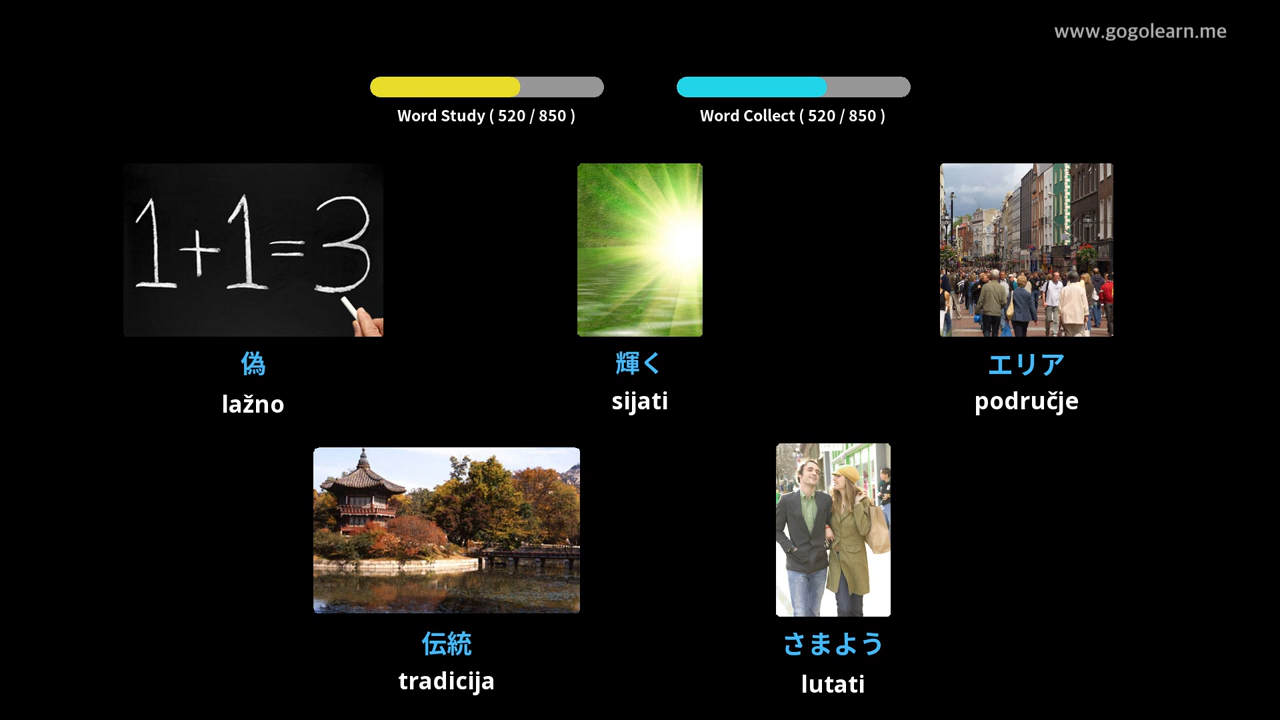 www.gogolearn.me
Word Study ( 520 / 850 )
Word Collect ( 520 / 850 )
1+1=3
偽
lažno
輝く
sijati
エリア
područje
伝統
tradicija
さまよう
lutati